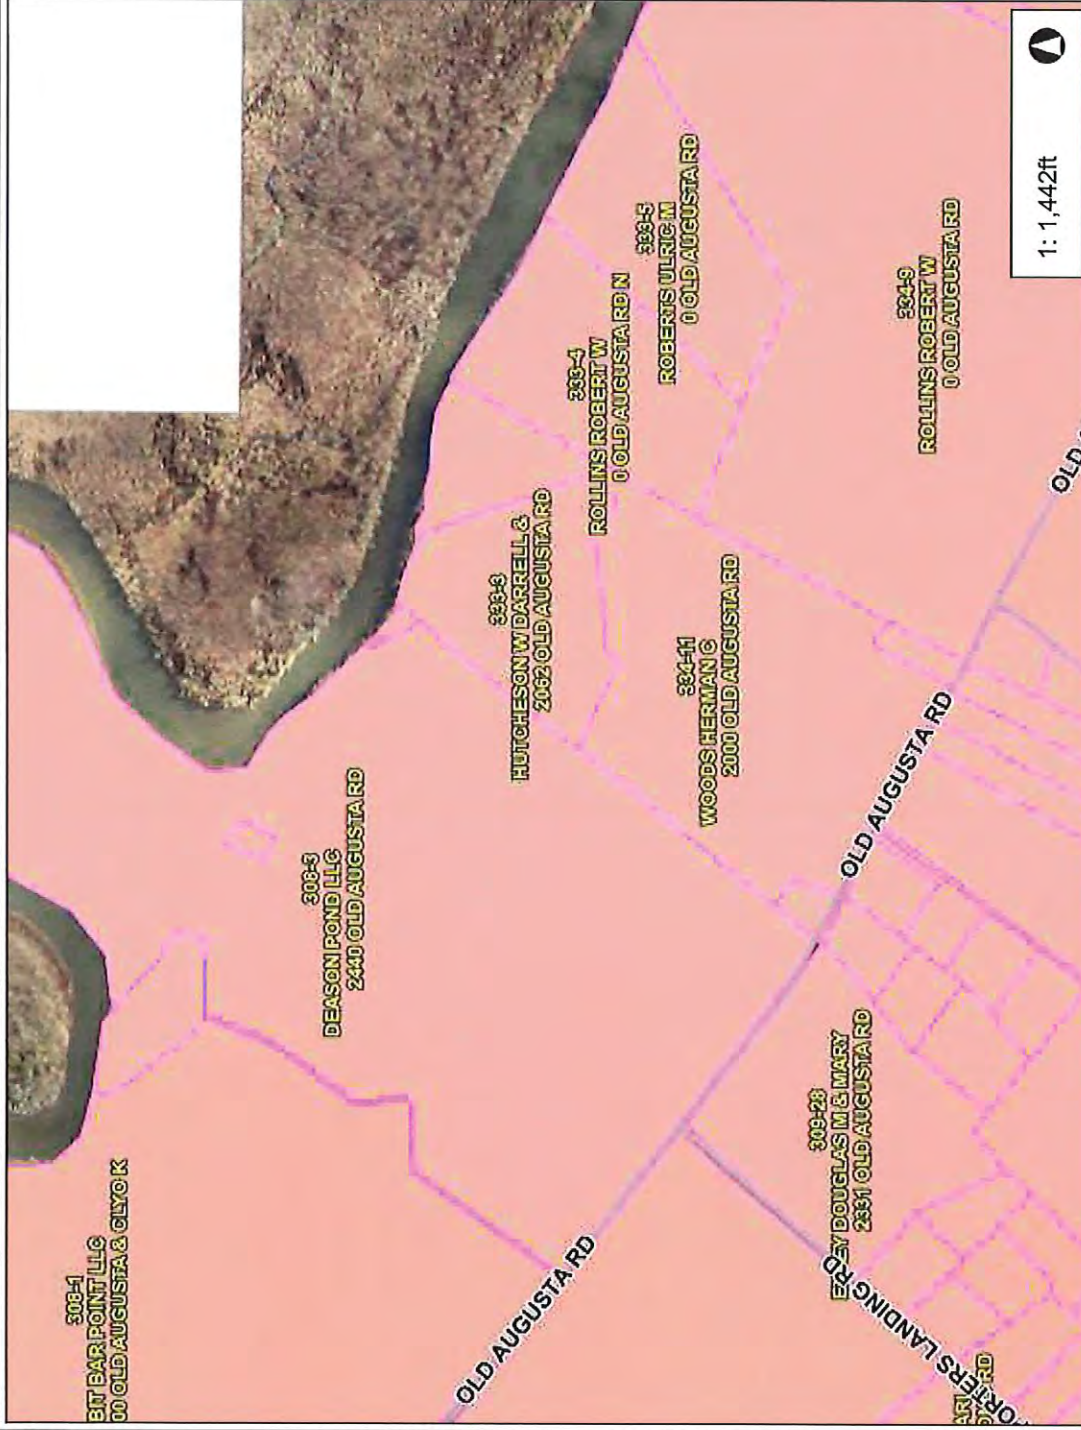 308-1
BIT BAR POINT LLC
00 OLD AUGUSTA & CLYO K
308-3
DEASON POND LLC
2440 OLD AUGUSTA RD
333-3
HUTCHESON W DARRELL &
2062 OLD AUGUSTA RD
333-4
ROLLINS ROBERT W
0 OLD AUGUSTA RD N
333-5
ROBERTS ULRIC M
0 OLD AUGUSTA RD
334-11
WOODS HERMAN C
2000 OLD AUGUSTA RD
334-9
ROLLINS ROBERT W
0 OLD AUGUSTA RD
309-28
DOUGLAS M & MARY
2331 OLD AUGUSTA RD
OLD AUGUSTA RD
OLD AUGUSTA RD
OLD
ORTERS LANDING RD
RD
1: 1,442ft